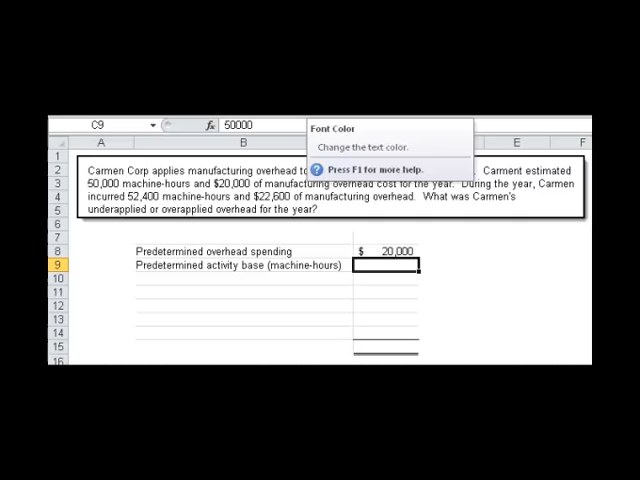 C9 fx 50000
Font Color
Change the text color.
Press F1 for more help.
A B E F
1
2 Carmen Corp applies manufacturing overhead to Carment estimated
3 50,000 machine-hours and $20,000 of manufacturing overhead cost for the year. During the year, Carmen
4 incurred 52,400 machine-hours and $22,600 of manufacturing overhead. What was Carmen's
5 underapplied or overapplied overhead for the year?
6
7
8 Predetermined overhead spending $ 20,000
9 Predetermined activity base (machine-hours)
10
11
12
13
14
15
16